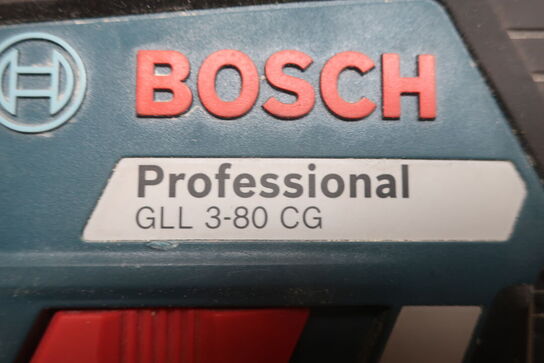 BOSCH
Professional
GLL 3-80 CG